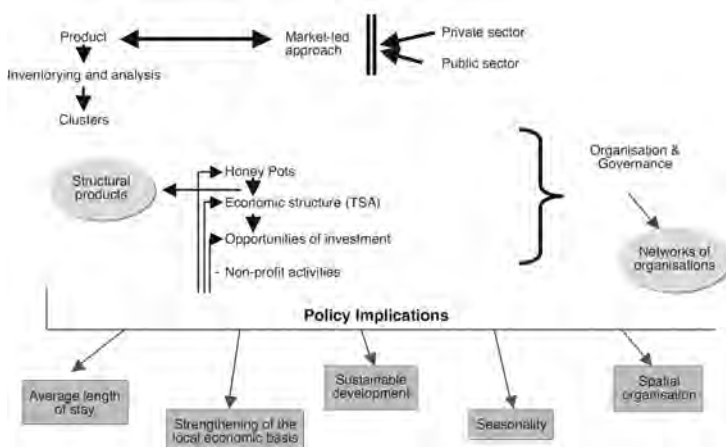 Product
Market-led
approach
Private sector
Public sector
Inventorying and analysis
Clusters
Organisation &
Governance
Structural
products
Honey Pots
Economic structure (TSA)
Opportunities of investment
- Non-profit activities
Networks of
organisations
Policy Implications
Average length
of stay
Strengthening of the
local economic basis
Sustainable
development
Seasonality
Spatial
organisation